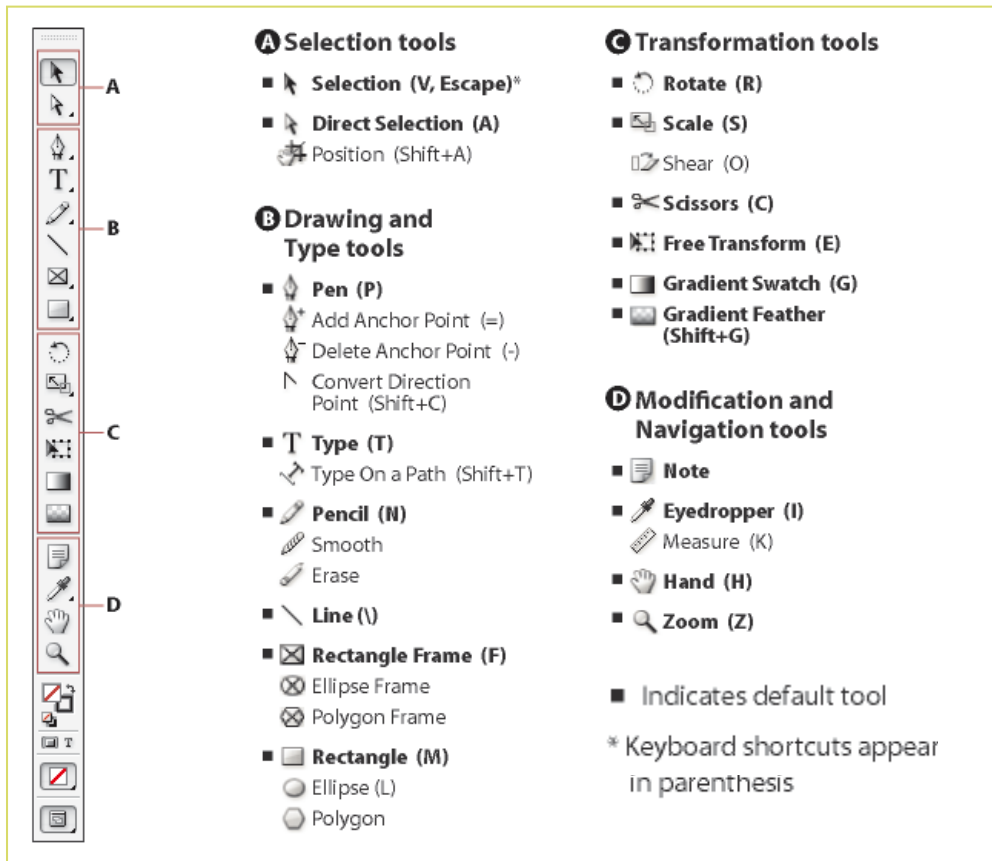 A
B
C
D
A Selection tools
Selection (V, Escape)*
Direct Selection (A)
Position (Shift+A)
B Drawing and
Type tools
Pen (P)
Add Anchor Point (=)
Delete Anchor Point (-)
Convert Direction
Point (Shift+C)
T Type (T)
Type On a Path (Shift+T)
Pencil (N)
Smooth
Erase
Line (\)
Rectangle Frame (F)
Ellipse Frame
Polygon Frame
Rectangle (M)
Ellipse (L)
Polygon
C Transformation tools
Rotate (R)
Scale (S)
Shear (O)
Scissors (C)
Free Transform (E)
Gradient Swatch (G)
Gradient Feather
(Shift+G)
D Modification and
Navigation tools
Note
Eyedropper (I)
Measure (K)
Hand (H)
Zoom (Z)
Indicates default tool
* Keyboard shortcuts appear
in parenthesis